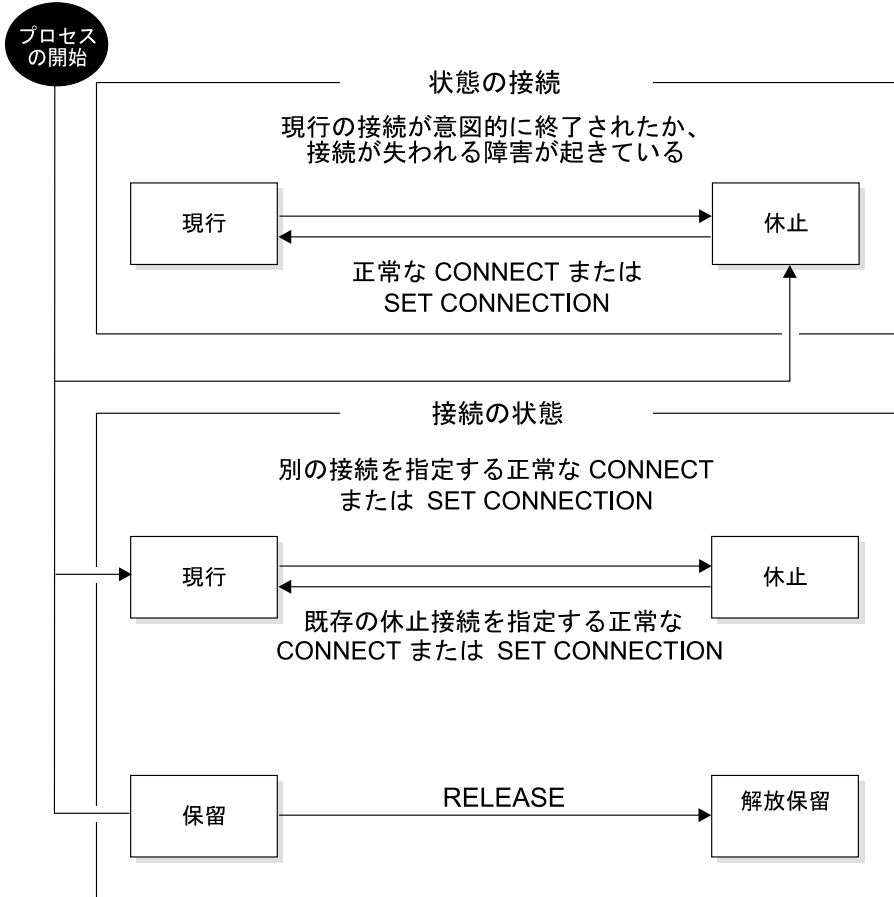 プロセス
の開始
状態の接続
現行の接続が意図的に終了されたか、
接続が失われる障害が起きている
現行
休止
正常な CONNECT または
SET CONNECTION
接続の状態
別の接続を指定する正常な CONNECT
または SET CONNECTION
現行
休止
既存の休止接続を指定する正常な
CONNECT または SET CONNECTION
保留
RELEASE
解放保留